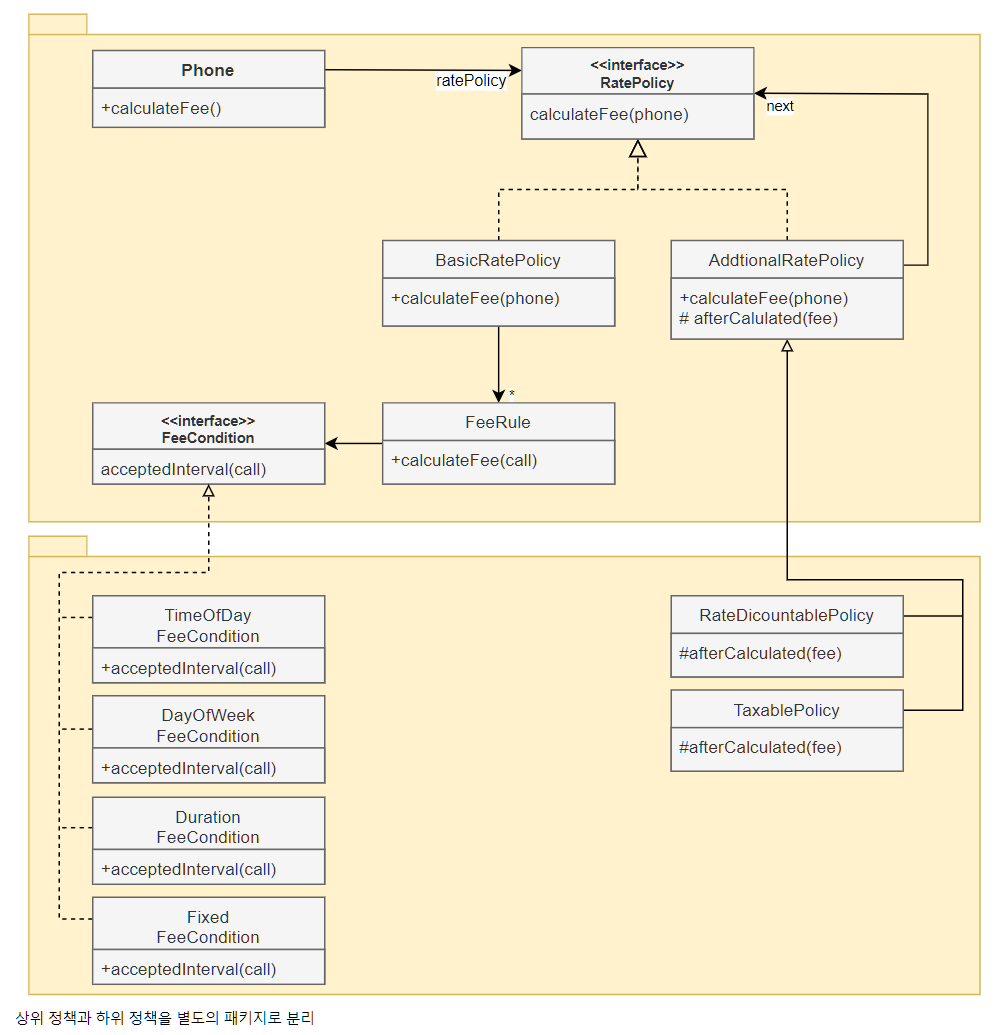 Phone
+calculateFee()
ratePolicy
<<interface>>
RatePolicy
calculateFee(phone)
next
BasicRatePolicy
+calculateFee(phone)
AddtionalRatePolicy
+calculateFee(phone)
# afterCalulated(fee)
*
<<interface>>
FeeCondition
acceptedInterval(call)
FeeRule
+calculateFee(call)
TimeOfDay
FeeCondition
+acceptedInterval(call)
DayOfWeek
FeeCondition
+acceptedInterval(call)
Duration
FeeCondition
+acceptedInterval(call)
Fixed
FeeCondition
+acceptedInterval(call)
RateDicountablePolicy
#afterCalculated(fee)
TaxablePolicy
#afterCalculated(fee)
상위 정책과 하위 정책을 별도의 패키지로 분리